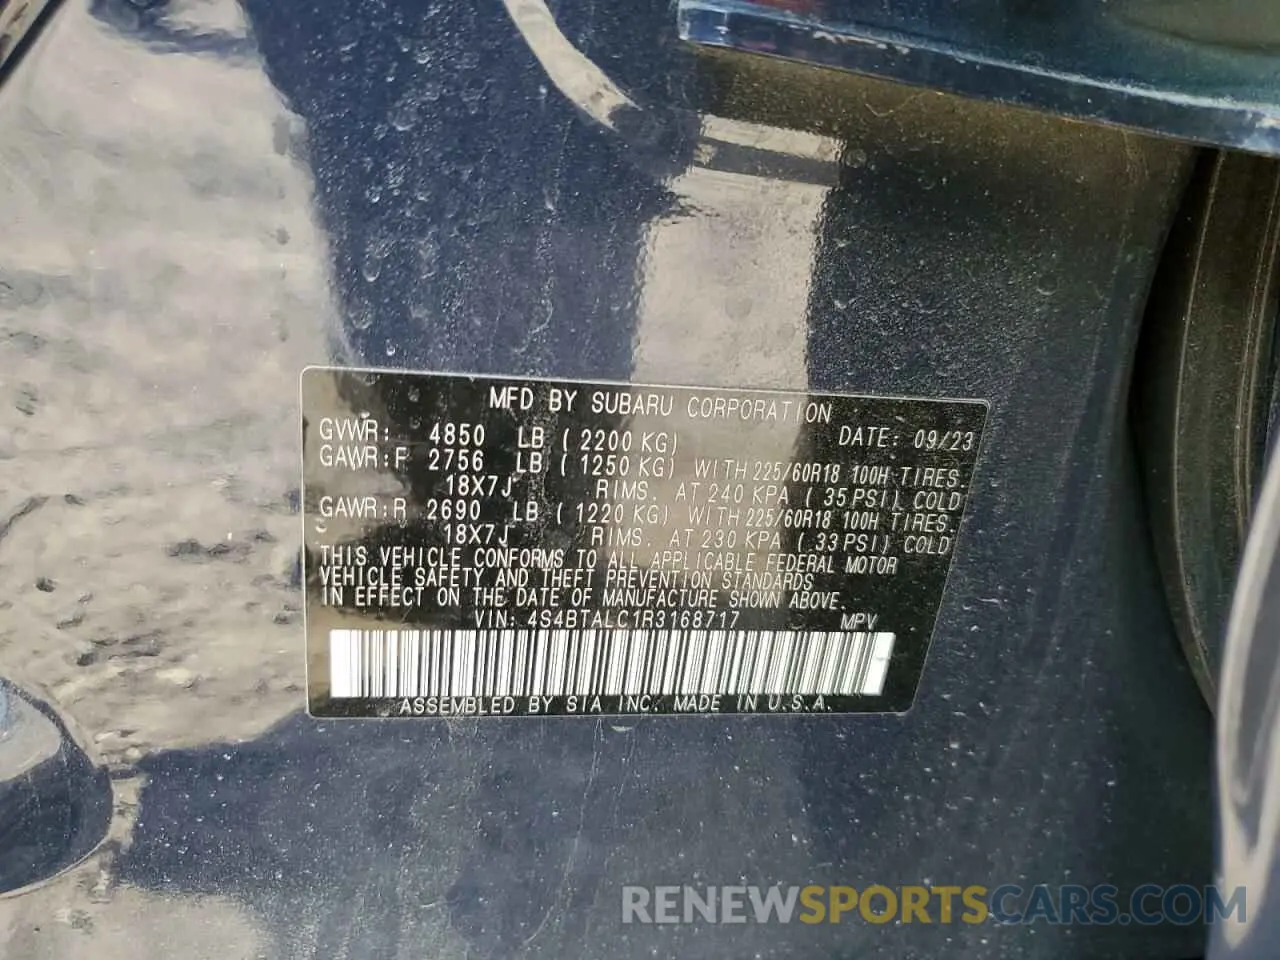 MFD BY SUBARU CORPORATION
GVWR: 4850 LB ( 2200 KG) DATE: 09/23
GAWR:F 2756 LB ( 1250 KG) WITH 225/60R18 100H TIRES.
18X7J RIMS. AT 240 KPA ( 35 PSI) COLD
GAWR:R 2690 LB ( 1220 KG) WITH 225/60R18 100H TIRES.
18X7J RIMS. AT 230 KPA ( 33 PSI) COLD
THIS VEHICLE CONFORMS TO ALL APPLICABLE FEDERAL MOTOR
VEHICLE SAFETY AND THEFT PREVENTION STANDARDS
IN EFFECT ON THE DATE OF MANUFACTURE SHOWN ABOVE.
VIN: 4S4BTALC1R3168717 MPV
ASSEMBLED BY SIA INC. MADE IN U.S.A.
RENEWSPORTSCARS.COM